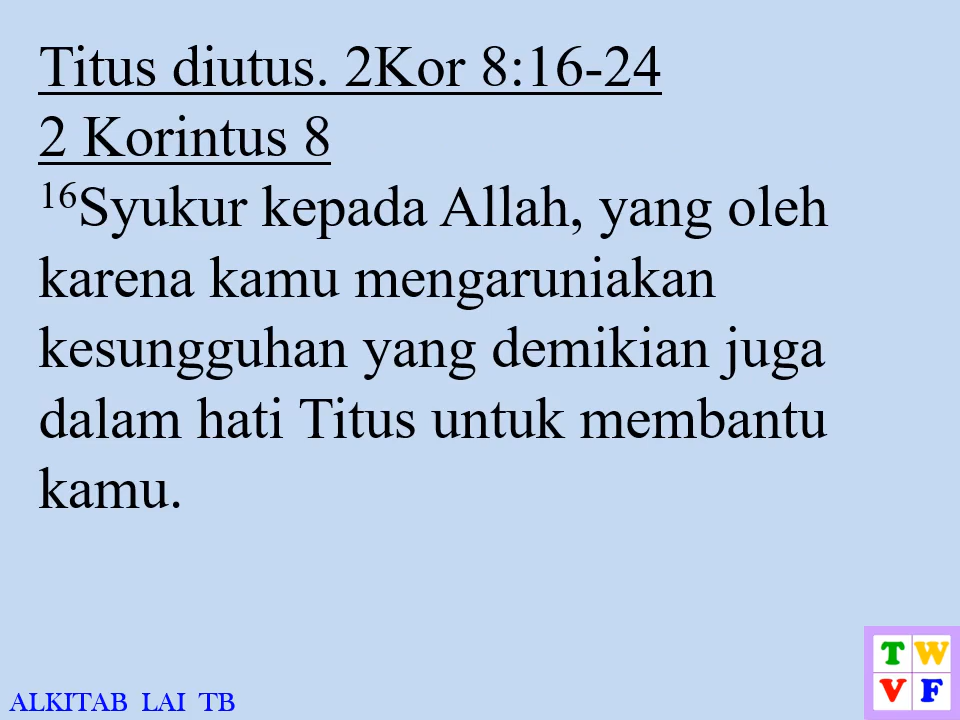 Titus diutus. 2Kor 8:16-24
2 Korintus 8
16Syukur kepada Allah, yang oleh
karena kamu mengaruniakan
kesungguhan yang demikian juga
dalam hati Titus untuk membantu
kamu.
T W
V F
ALKITAB LAI TB